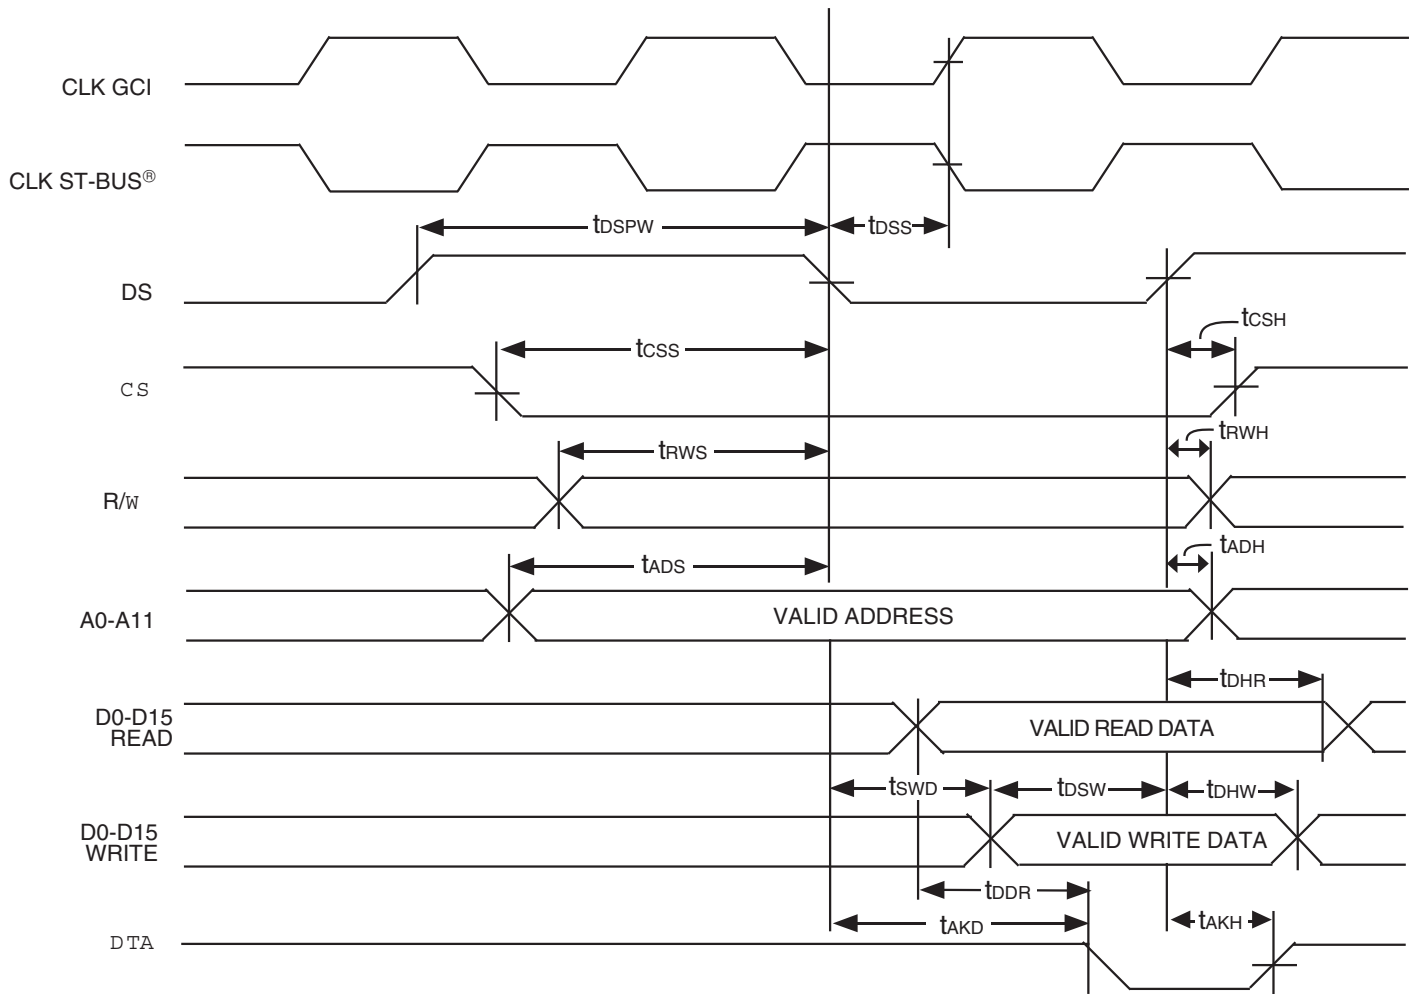 CLK GCI
CLK ST-BUS®
tDSPW
tDSS
DS
tCSH
tCSS
CS
tRWH
tRWS
R/W
tADH
tADS
A0-A11
VALID ADDRESS
tDHR
D0-D15
READ
VALID READ DATA
tSWD
tDSW
tDHW
D0-D15
WRITE
VALID WRITE DATA
tDDR
tAKD
tAKH
DTA